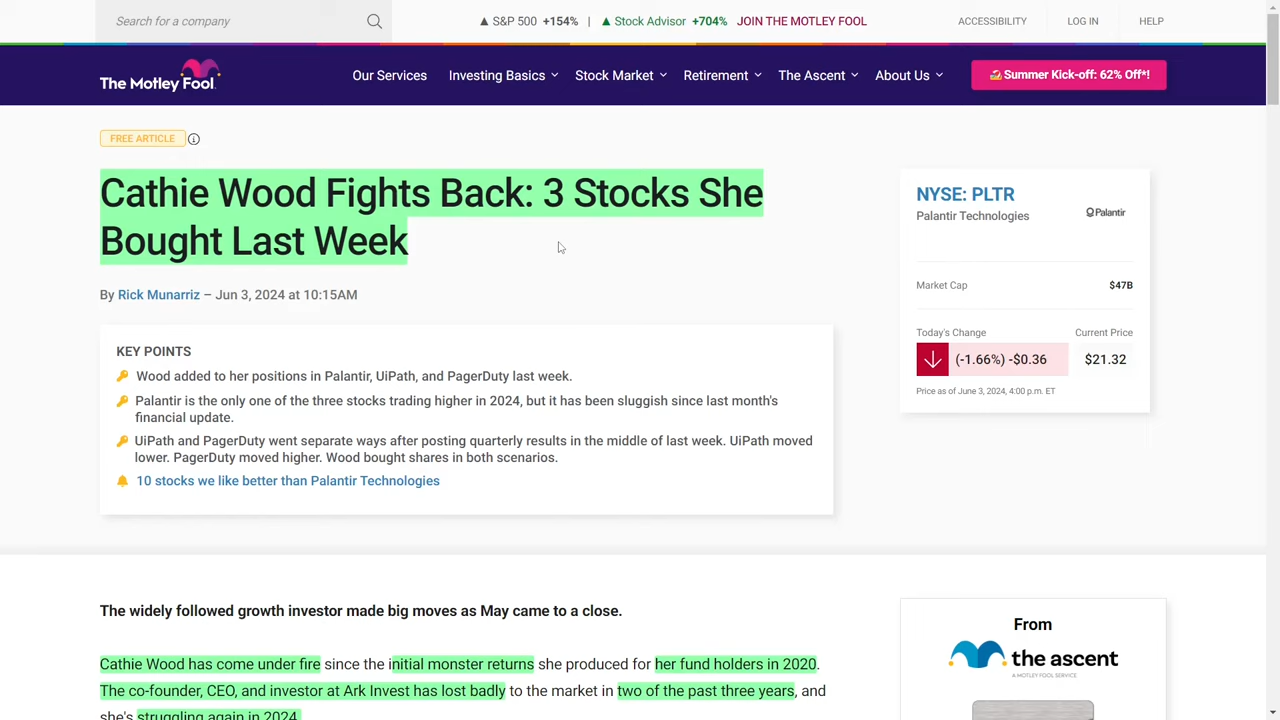 Search for a company
▲ S&P 500 +154% | ▲ Stock Advisor +704% JOIN THE MOTLEY FOOL
ACCESSIBILITY LOG IN HELP
The Motley Fool
Our Services Investing Basics Stock Market Retirement The Ascent About Us
Summer Kick-off: 62% Off*!
FREE ARTICLE
Cathie Wood Fights Back: 3 Stocks She
Bought Last Week
By Rick Munarriz – Jun 3, 2024 at 10:15AM
KEY POINTS
Wood added to her positions in Palantir, UiPath, and PagerDuty last week.
Palantir is the only one of the three stocks trading higher in 2024, but it has been sluggish since last month's
financial update.
UiPath and PagerDuty went separate ways after posting quarterly results in the middle of last week. UiPath moved
lower. PagerDuty moved higher. Wood bought shares in both scenarios.
10 stocks we like better than Palantir Technologies
NYSE: PLTR
Palantir Technologies
Palantir
Market Cap $47B
Today's Change Current Price
(-1.66%) -$0.36 $21.32
Price as of June 3, 2024, 4:00 p.m. ET
The widely followed growth investor made big moves as May came to a close.
Cathie Wood has come under fire since the initial monster returns she produced for her fund holders in 2020.
The co-founder, CEO, and investor at Ark Invest has lost badly to the market in two of the past three years, and
she's struggling again in 2024.
From
the ascent
A MOTLEY FOOL SERVICE